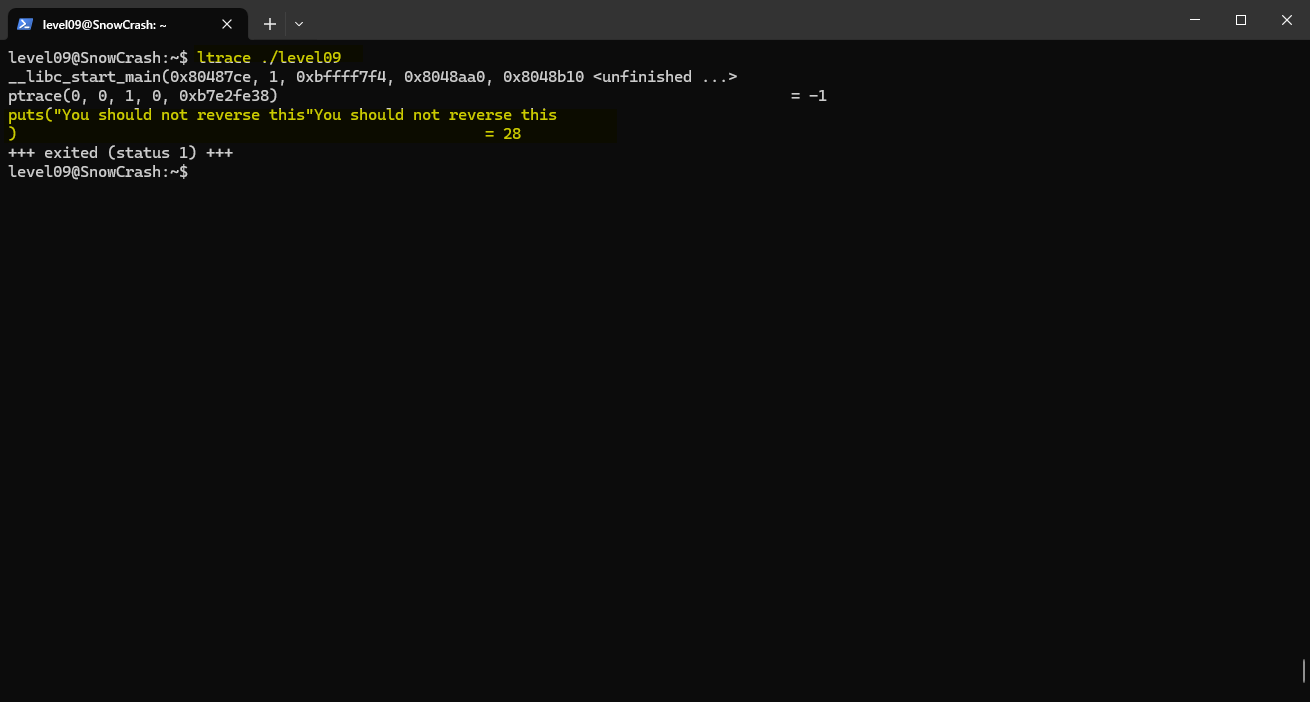 level09@SnowCrash: ~
level09@SnowCrash:~$ ltrace ./level09
__libc_start_main(0x80487ce, 1, 0xbffff7f4, 0x8048aa0, 0x8048b10 <unfinished ...>
ptrace(0, 0, 1, 0, 0xb7e2fe38) = -1
puts("You should not reverse this"You should not reverse this
) = 28
+++ exited (status 1) +++
level09@SnowCrash:~$